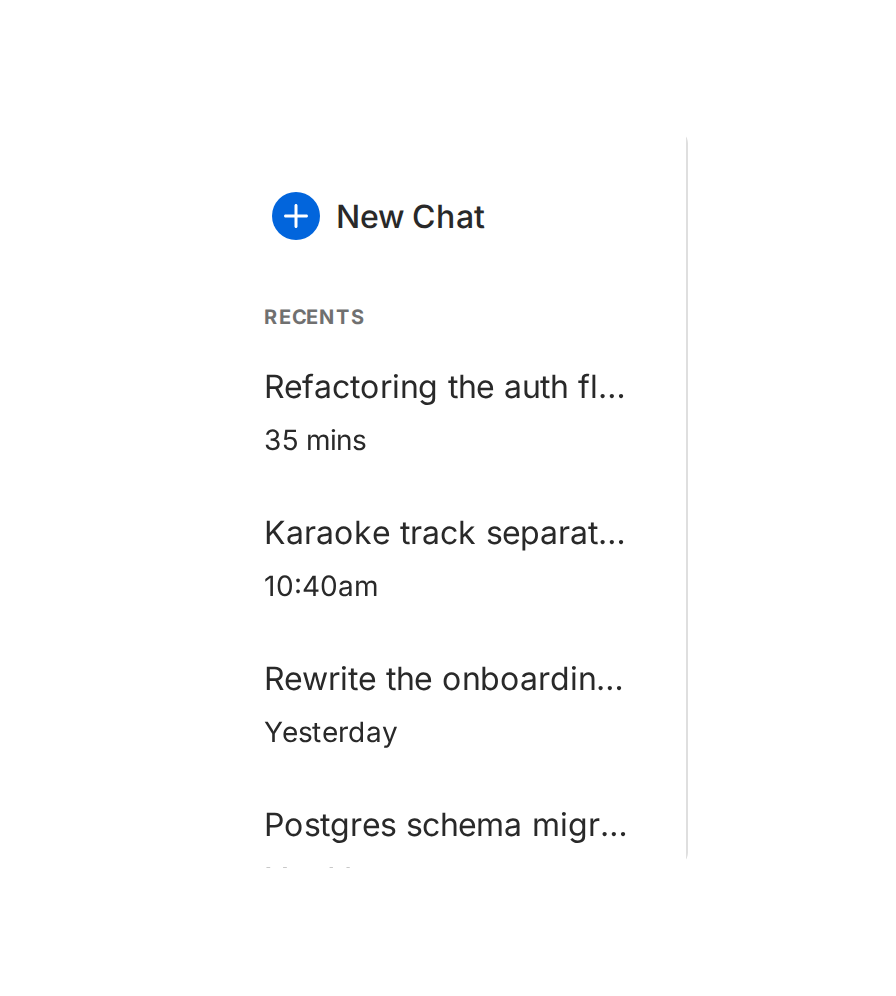 New Chat
RECENTS
Refactoring the auth fl...
35 mins
Karaoke track separat...
10:40am
Rewrite the onboardin...
Yesterday
Postgres schema migr...